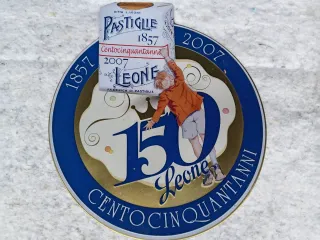 PASTIGLIE
1857
Centocinquantanni
2007
LEONE
1857
2007
150
Leone
CENTOCINQUANTANNI